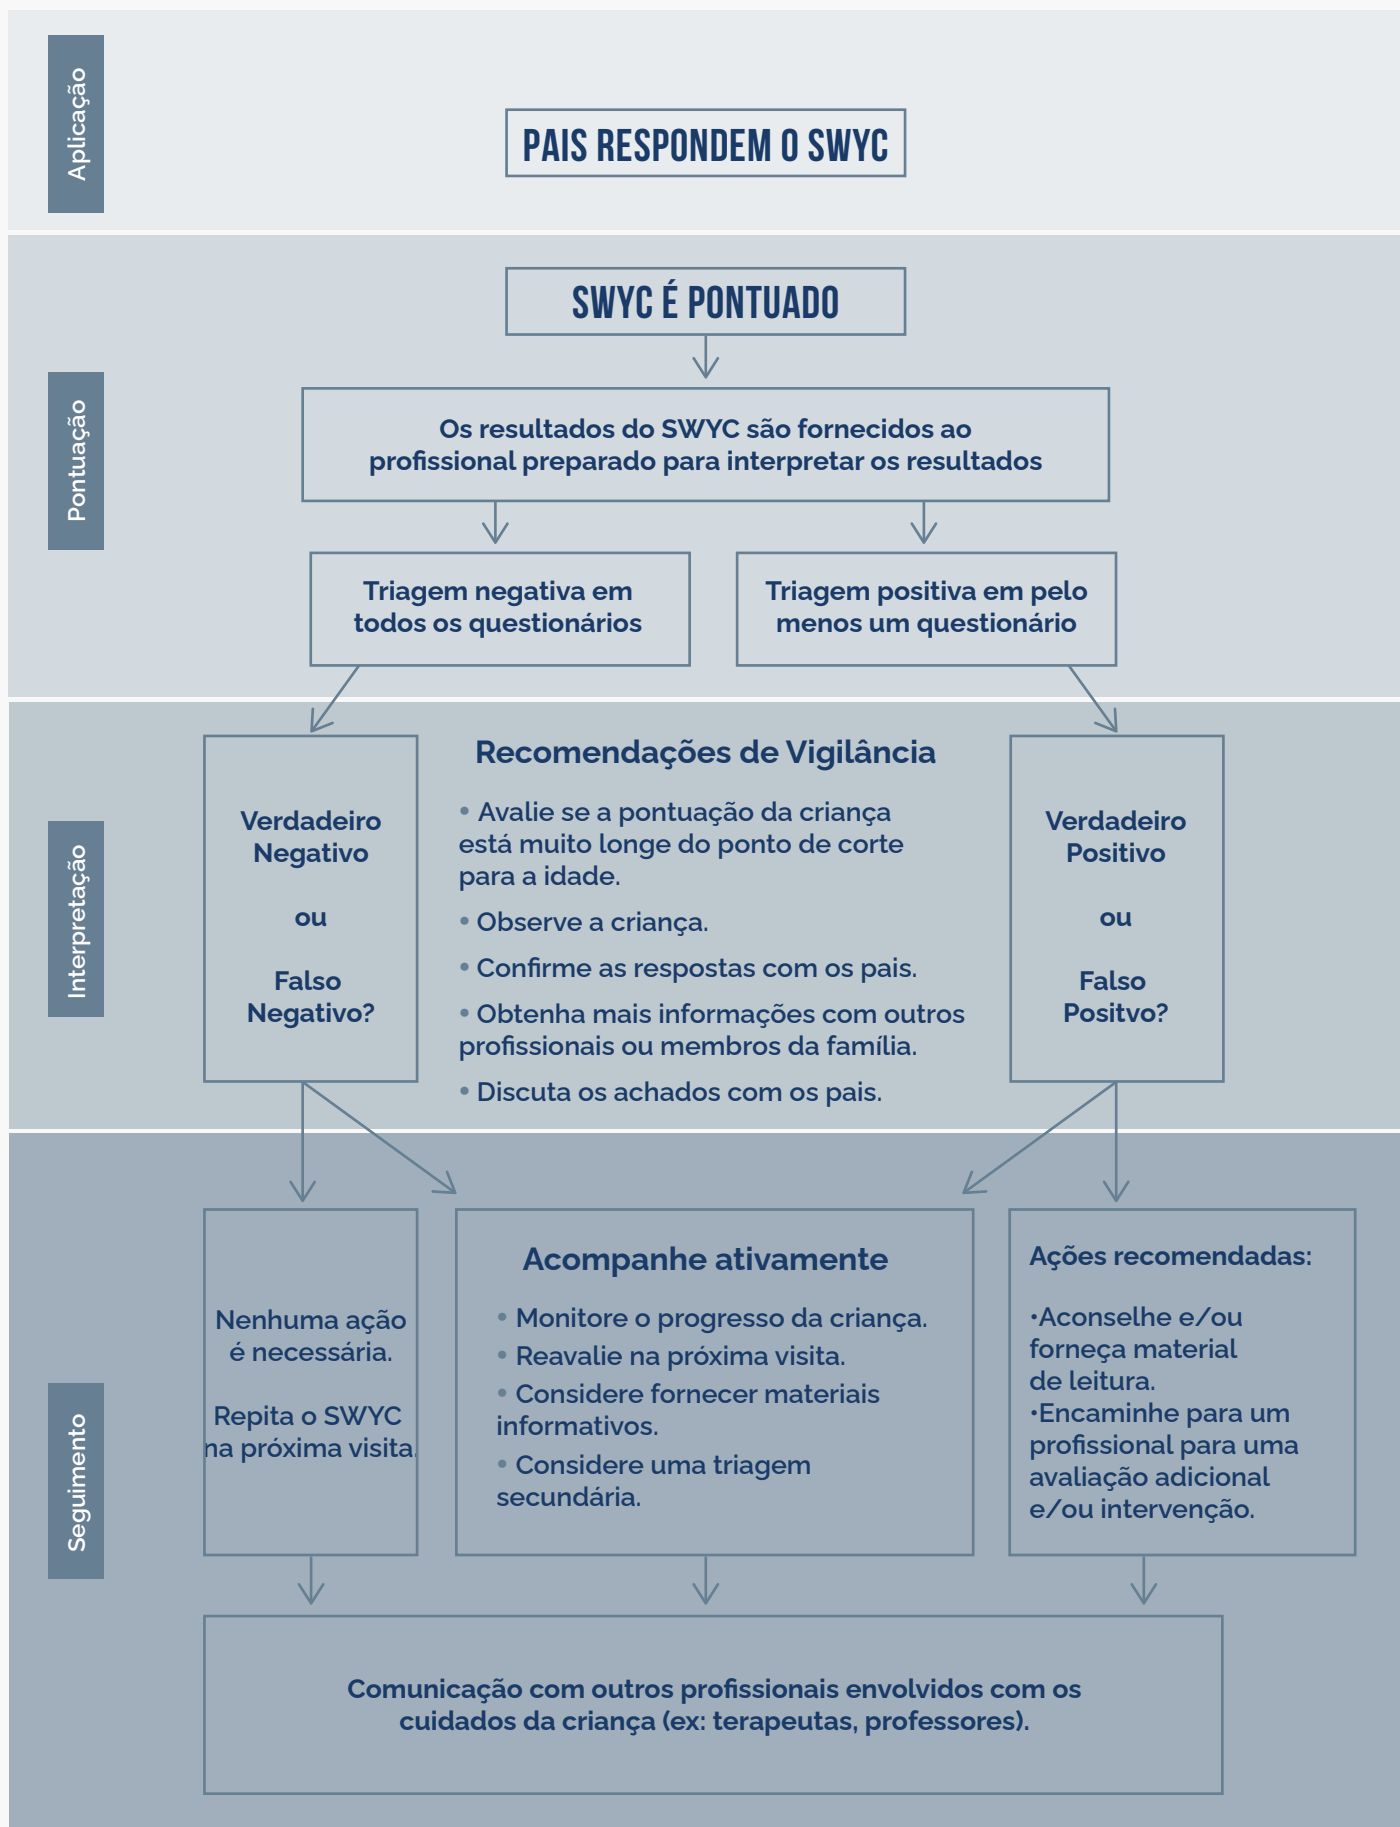 Aplicação
PAIS RESPONDEM O SWYC
Pontuação
SWYC É PONTUADO
Os resultados do SWYC são fornecidos ao
profissional preparado para interpretar os resultados
Triagem negativa em
todos os questionários
Triagem positiva em pelo
menos um questionário
Interpretação
Verdadeiro
Negativo
ou
Falso
Negativo?
Recomendações de Vigilância
• Avalie se a pontuação da criança
está muito longe do ponto de corte
para a idade.
• Observe a criança.
• Confirme as respostas com os pais.
• Obtenha mais informações com outros
profissionais ou membros da família.
• Discuta os achados com os pais.
Verdadeiro
Positivo
ou
Falso
Positvo?
Seguimento
Nenhuma ação
é necessária.
Repita o SWYC
na próxima visita.
Acompanhe ativamente
• Monitore o progresso da criança.
• Reavalie na próxima visita.
• Considere fornecer materiais
informativos.
• Considere uma triagem
secundária.
Ações recomendadas:
•Aconselhe e/ou
forneça material
de leitura.
•Encaminhe para um
profissional para uma
avaliação adicional
e/ou intervenção.
Comunicação com outros profissionais envolvidos com os
cuidados da criança (ex: terapeutas, professores).